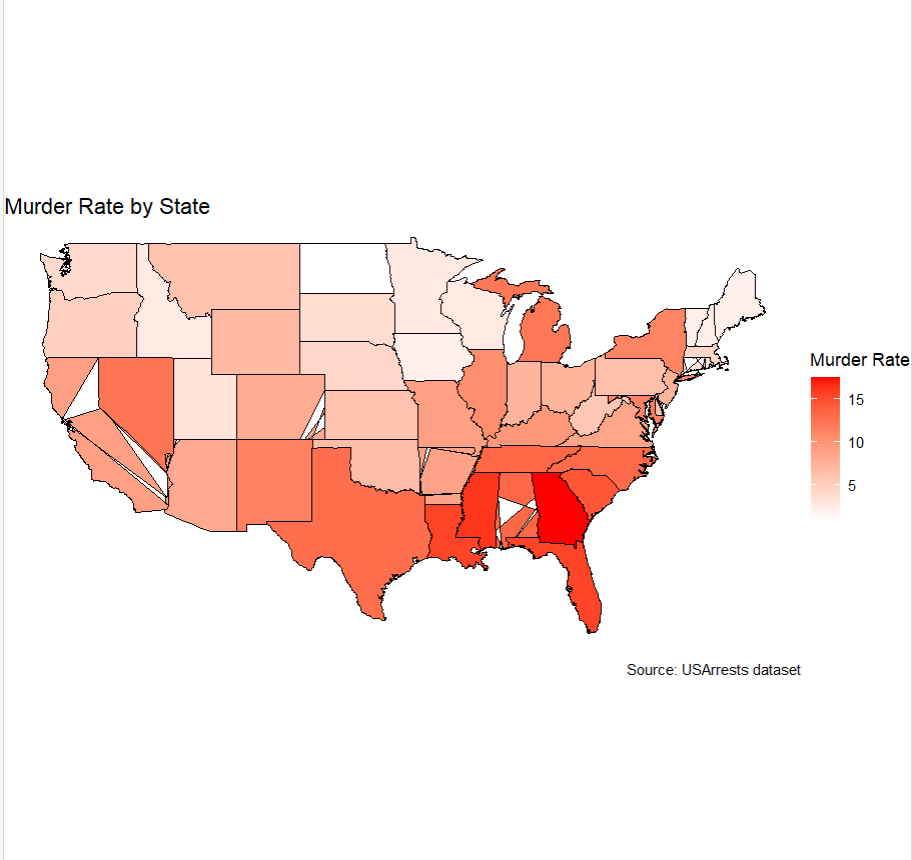 Murder Rate by State
Murder Rate
15
10
5
Source: USArrests dataset